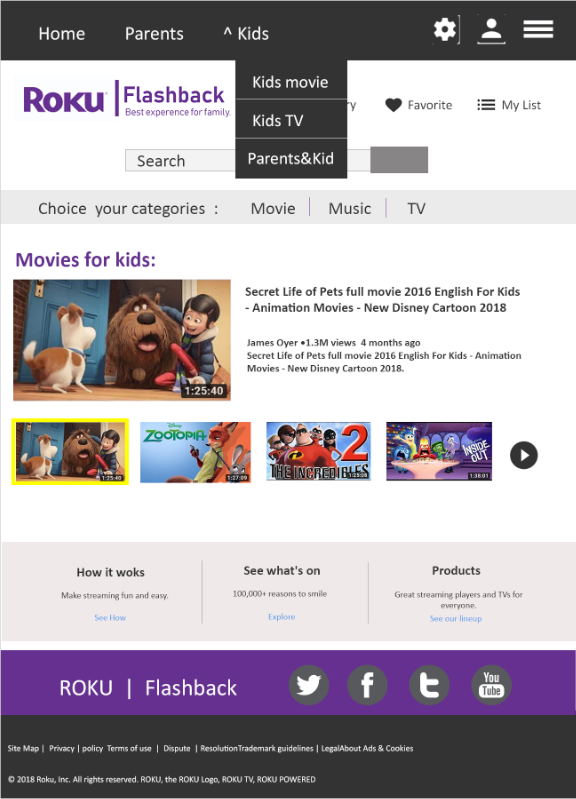 Home Parents ^ Kids
Kids movie
Kids TV
Parents&Kid
ROKU | Flashback
Best experence for family.
ry Favorite My List
Search
Choice your categories : Movie | Music | TV
Movies for kids:
Secret Life of Pets full movie 2016 English For Kids
- Animation Movies - New Disney Cartoon 2018
James Oyer •1.3M views 4 months ago
Secret Life of Pets full movie 2016 English For Kids - Animation
Movies - New Disney Cartoon 2018.
1:25:40
1:25:40
Disney
ZOOTOPIA
1:27:09
THE INCREDIBLES 2
1:25:08
INSIDE OUT
1:38:01
How it woks
Make streaming fun and easy.
See How
See what's on
100,000+ reasons to smile
Explore
Products
Great streaming players and TVs for
everyone.
See our lineup
ROKU | Flashback
You
Tube
Site Map | Privacy | policy Terms of use | Dispute | ResolutionTrademark guidelines | LegalAbout Ads & Cookies
© 2018 Roku, Inc. All rights reserved. ROKU, the ROKU Logo, ROKU TV, ROKU POWERED